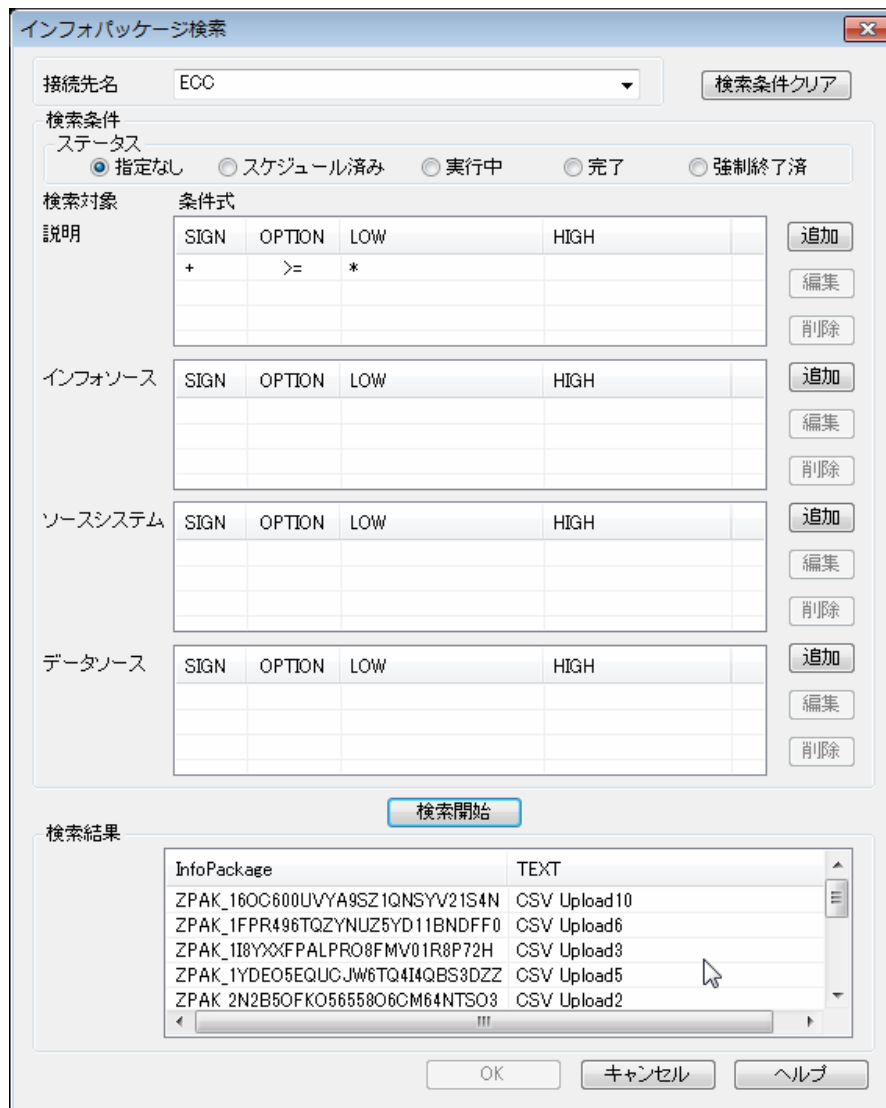 インフォパッケージ検索
接続先名 ECC 検索条件クリア
検索条件
ステータス
指定なし スケジュール済み 実行中 完了 強制終了済
検索対象 条件式
説明 SIGN OPTION LOW HIGH 追加
+ >= *
編集
削除
インフォソース SIGN OPTION LOW HIGH 追加
編集
削除
ソースシステム SIGN OPTION LOW HIGH 追加
編集
削除
データソース SIGN OPTION LOW HIGH 追加
編集
削除
検索開始
検索結果
InfoPackage TEXT
ZPAK_16OC600UVYA9SZ1QNSYV21S4N CSV Upload10
ZPAK_1FPR496TQZYNUZ5YD11BNDFF0 CSV Upload6
ZPAK_1I8YXXFPALPRO8FMV01R8P72H CSV Upload3
ZPAK_1YDEO5EQUCJW6TQ4I4QBS3DZZ CSV Upload5
ZPAK_2N2B5OFKO56558O6CM64NTSO3 CSV Upload2
OK キャンセル ヘルプ